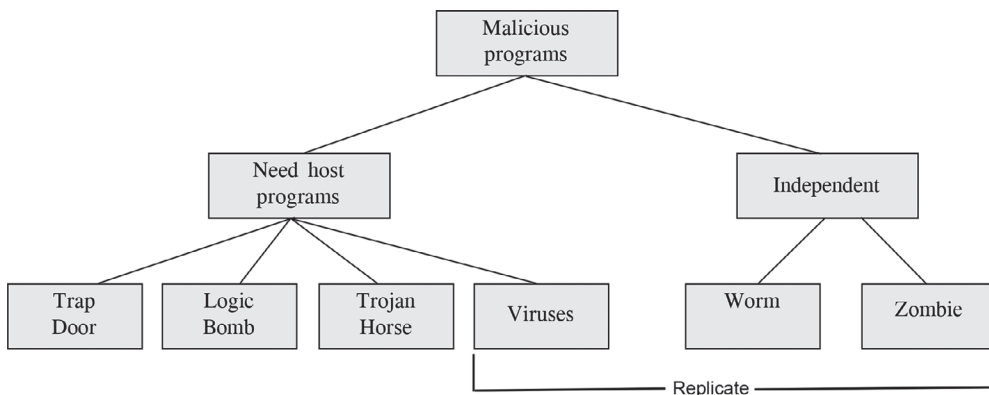 Malicious
programs
Need host
programs
Independent
Trap
Door
Logic
Bomb
Trojan
Horse
Viruses
Worm
Zombie
Replicate